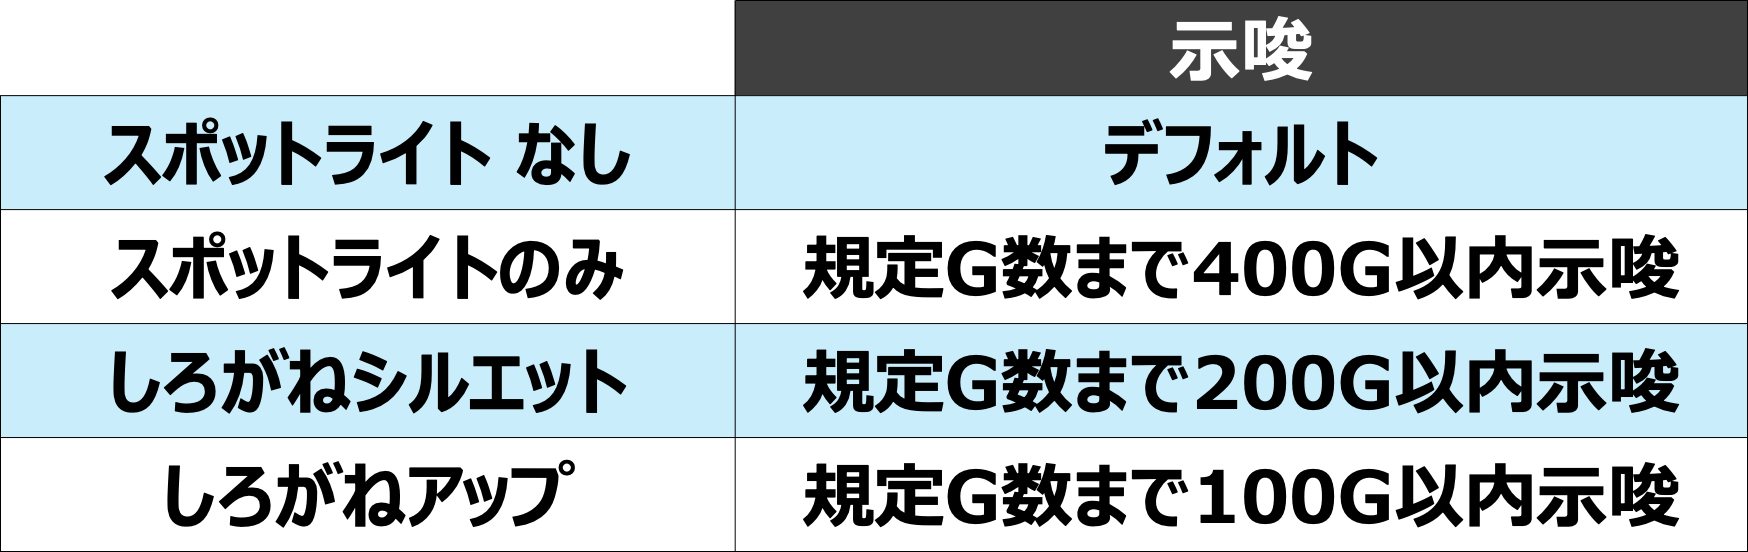 示唆
スポットライト なし デフォルト
スポットライトのみ 規定G数まで400G以内示唆
しろがねシルエット 規定G数まで200G以内示唆
しろがねアップ 規定G数まで100G以内示唆